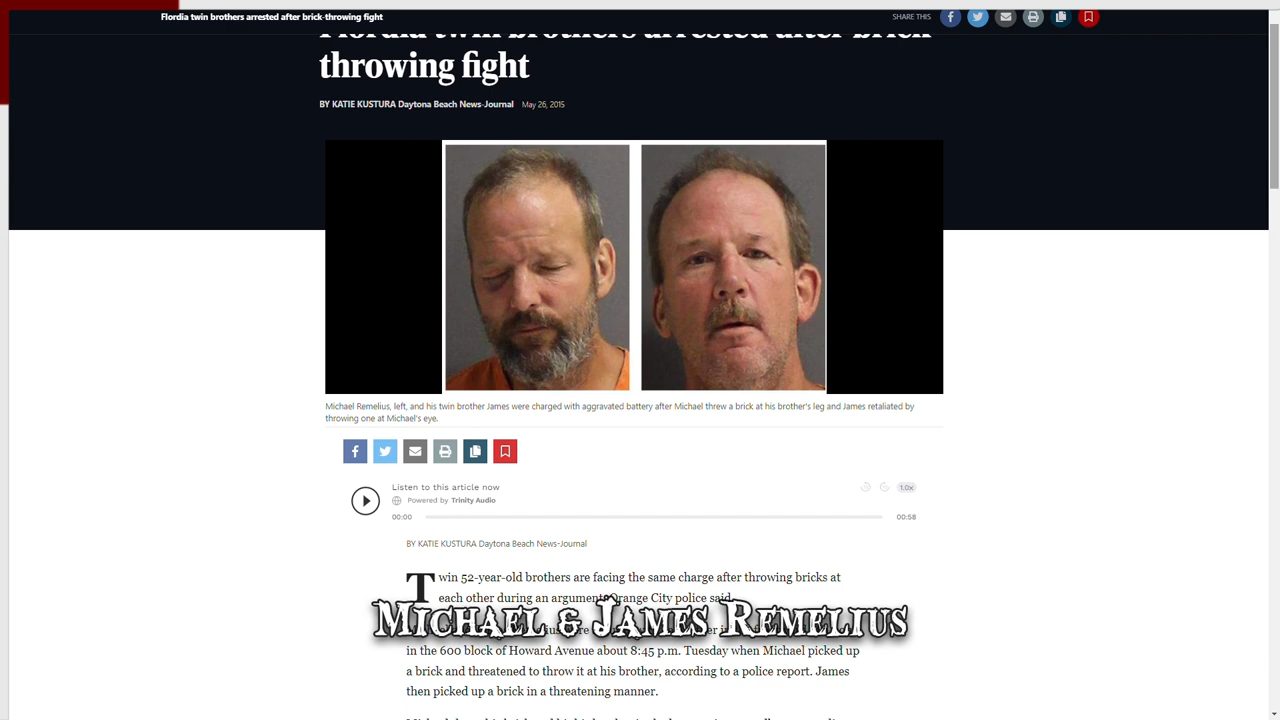 Flordia twin brothers arrested after brick-throwing fight
SHARE THIS
Flordia twin brothers arrested after brick
throwing fight
BY KATIE KUSTURA Daytona Beach News-Journal May 26, 2015
Michael Remelius, left, and his twin brother James were charged with aggravated battery after Michael threw a brick at his brother's leg and James retaliated by
throwing one at Michael's eye.
Listen to this article now
Powered by Trinity Audio
1.0x
00:00
00:58
BY KATIE KUSTURA Daytona Beach News-Journal
Twin 52-year-old brothers are facing the same charge after throwing bricks at
each other during an argument, Orange City police said.
Michael & James Remelius
in the 600 block of Howard Avenue about 8:45 p.m. Tuesday when Michael picked up
a brick and threatened to throw it at his brother, according to a police report. James
then picked up a brick in a threatening manner.